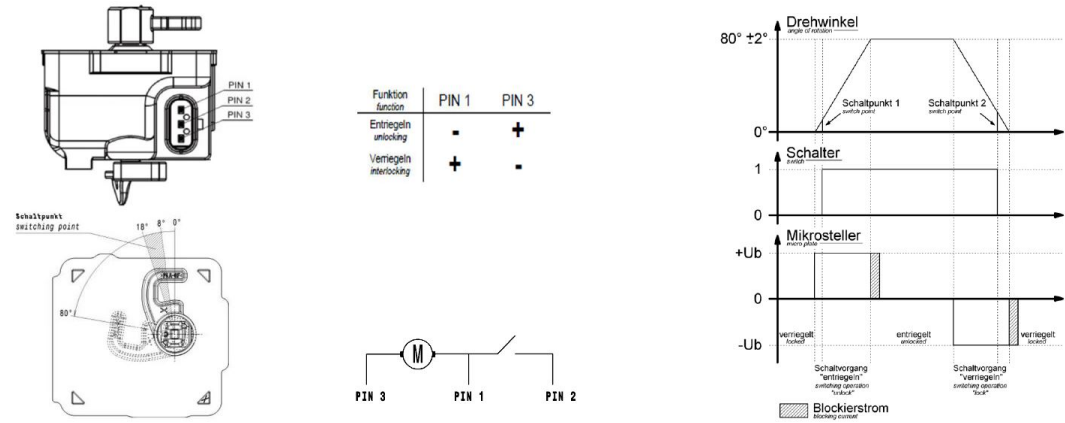 PIN 1
PIN 2
PIN 3
Schaltpunkt
switching point
18° 8° 0°
80°
Funktion
function
PIN 1 PIN 3
Entriegeln
unlocking
- +
Verriegeln
interlocking
+ -
M
PIN 3 PIN 1 PIN 2
Drehwinkel
angle of rotation
80° ±2°
Schaltpunkt 1
switch point
Schaltpunkt 2
switch point
0°
Schalter
switch
1
0
Mikrosteller
micro plate
+Ub
0
-Ub
verriegelt
locked
entriegelt
unlocked
verriegelt
locked
Schaltvorgang
"entriegeln"
switching operation
"unlock"
Schaltvorgang
"verriegeln"
switching operation
"lock"
Blockierstrom
blocking current